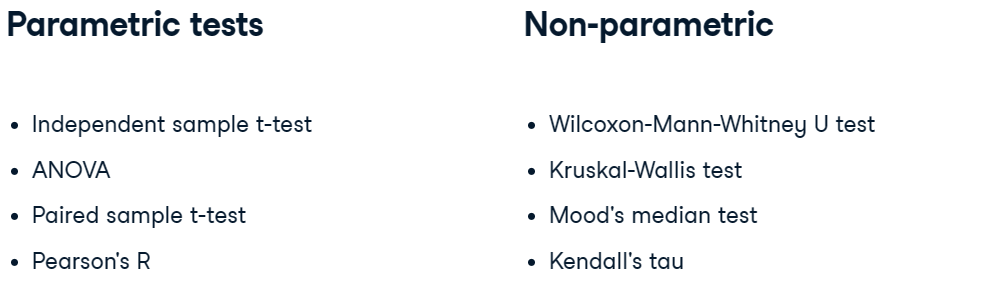 Parametric tests
• Independent sample t-test
• ANOVA
• Paired sample t-test
• Pearson's R
Non-parametric
• Wilcoxon-Mann-Whitney U test
• Kruskal-Wallis test
• Mood's median test
• Kendall's tau